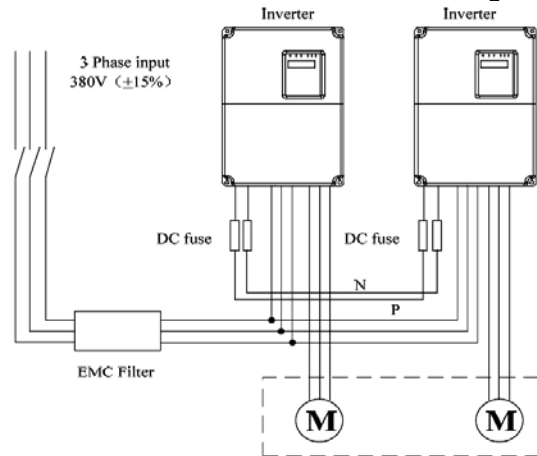 Inverter
Inverter
3 Phase input
380V（±15%）
DC fuse
DC fuse
N
P
EMC Filter
M
M